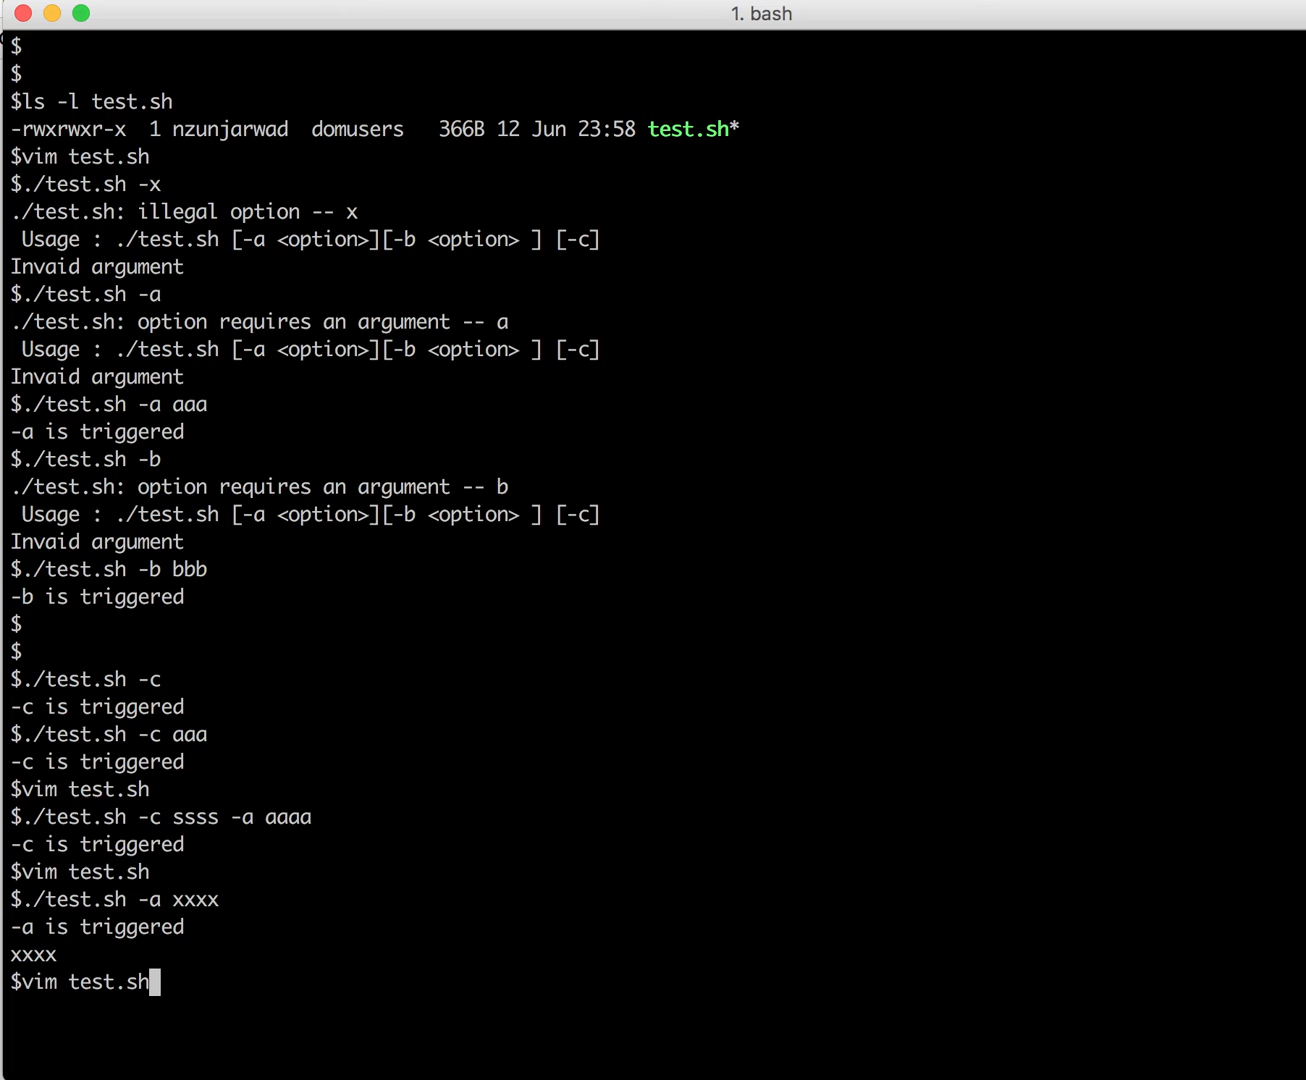 1. bash
$
$
$ls -l test.sh
-rwxrwxr-x  1 nzunjarwad  domusers   366B 12 Jun 23:58 test.sh*
$vim test.sh
$./test.sh -x
./test.sh: illegal option -- x
 Usage : ./test.sh [-a <option>][-b <option> ] [-c]
Invaid argument
$./test.sh -a
./test.sh: option requires an argument -- a
 Usage : ./test.sh [-a <option>][-b <option> ] [-c]
Invaid argument
$./test.sh -a aaa
-a is triggered
$./test.sh -b
./test.sh: option requires an argument -- b
 Usage : ./test.sh [-a <option>][-b <option> ] [-c]
Invaid argument
$./test.sh -b bbb
-b is triggered
$
$
$./test.sh -c
-c is triggered
$./test.sh -c aaa
-c is triggered
$vim test.sh
$./test.sh -c ssss -a aaaa
-c is triggered
$vim test.sh
$./test.sh -a xxxx
-a is triggered
xxxx
$vim test.sh